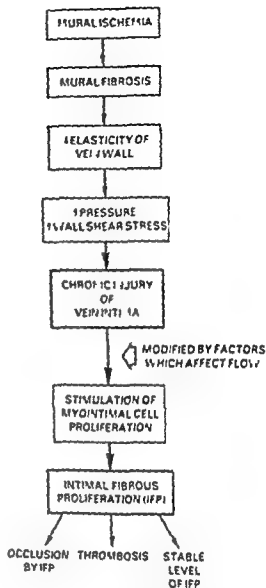 MURAL ISCHEMIA
MURAL FIBROSIS
↓ELASTICITY OF
VEIN WALL
↑PRESSURE
↑WALL SHEAR STRESS
CHRONIC INJURY
OF
VEIN INTIMA
MODIFIED BY FACTORS
WHICH AFFECT FLOW
STIMULATION OF
MYOINTIMAL CELL
PROLIFERATION
INTIMAL FIBROUS
PROLIFERATION (IFP)
OCCLUSION
BY IFP
THROMBOSIS
STABLE
LEVEL
OF IFP